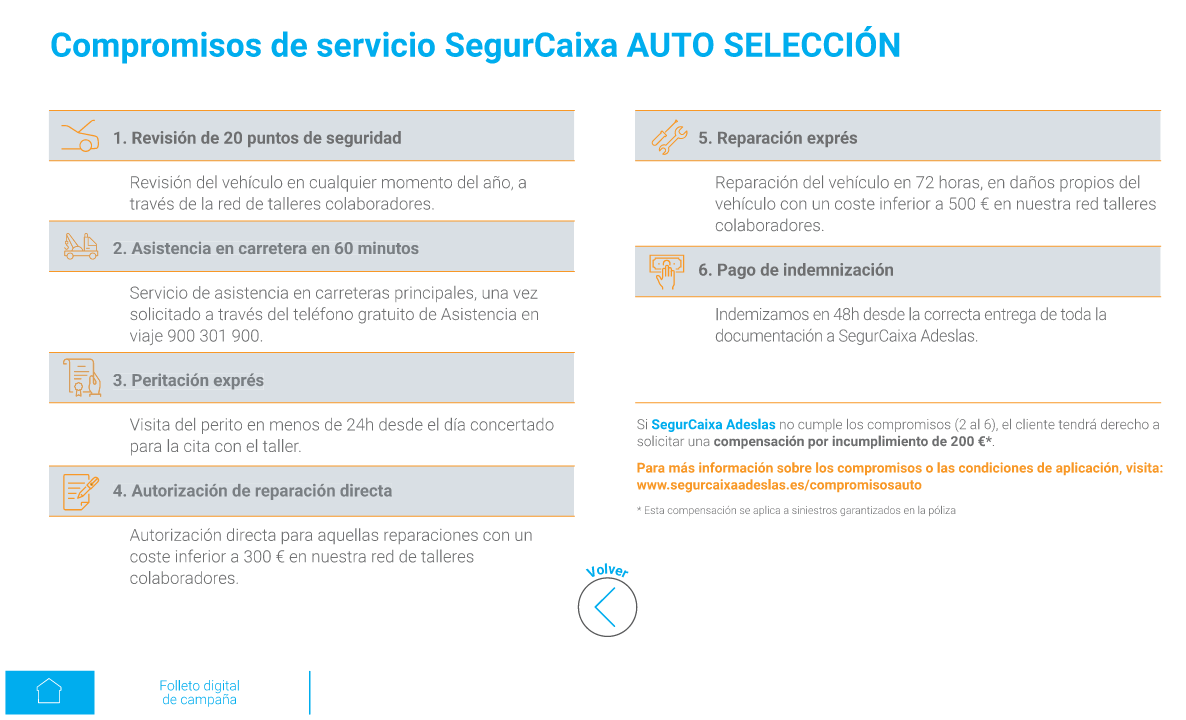 Compromisos de servicio SegurCaixa AUTO SELECCIÓN
1. Revisión de 20 puntos de seguridad
Revisión del vehículo en cualquier momento del año, a
través de la red de talleres colaboradores.
2. Asistencia en carretera en 60 minutos
Servicio de asistencia en carreteras principales, una vez
solicitado a través del teléfono gratuito de Asistencia en
viaje 900 301 900.
3. Peritación exprés
Visita del perito en menos de 24h desde el día concertado
para la cita con el taller.
4. Autorización de reparación directa
Autorización directa para aquellas reparaciones con un
coste inferior a 300 € en nuestra red de talleres
colaboradores.
5. Reparación exprés
Reparación del vehículo en 72 horas, en daños propios del
vehículo con un coste inferior a 500 € en nuestra red talleres
colaboradores.
6. Pago de indemnización
Indemizamos en 48h desde la correcta entrega de toda la
documentación a SegurCaixa Adeslas.
Si SegurCaixa Adeslas no cumple los compromisos (2 al 6), el cliente tendrá derecho a
solicitar una compensación por incumplimiento de 200 €*.
Para más información sobre los compromisos o las condiciones de aplicación, visita:
www.segurcaixaadeslas.es/compromisosauto
* Esta compensación se aplica a siniestros garantizados en la póliza
Volver
Folleto digital
de campaña